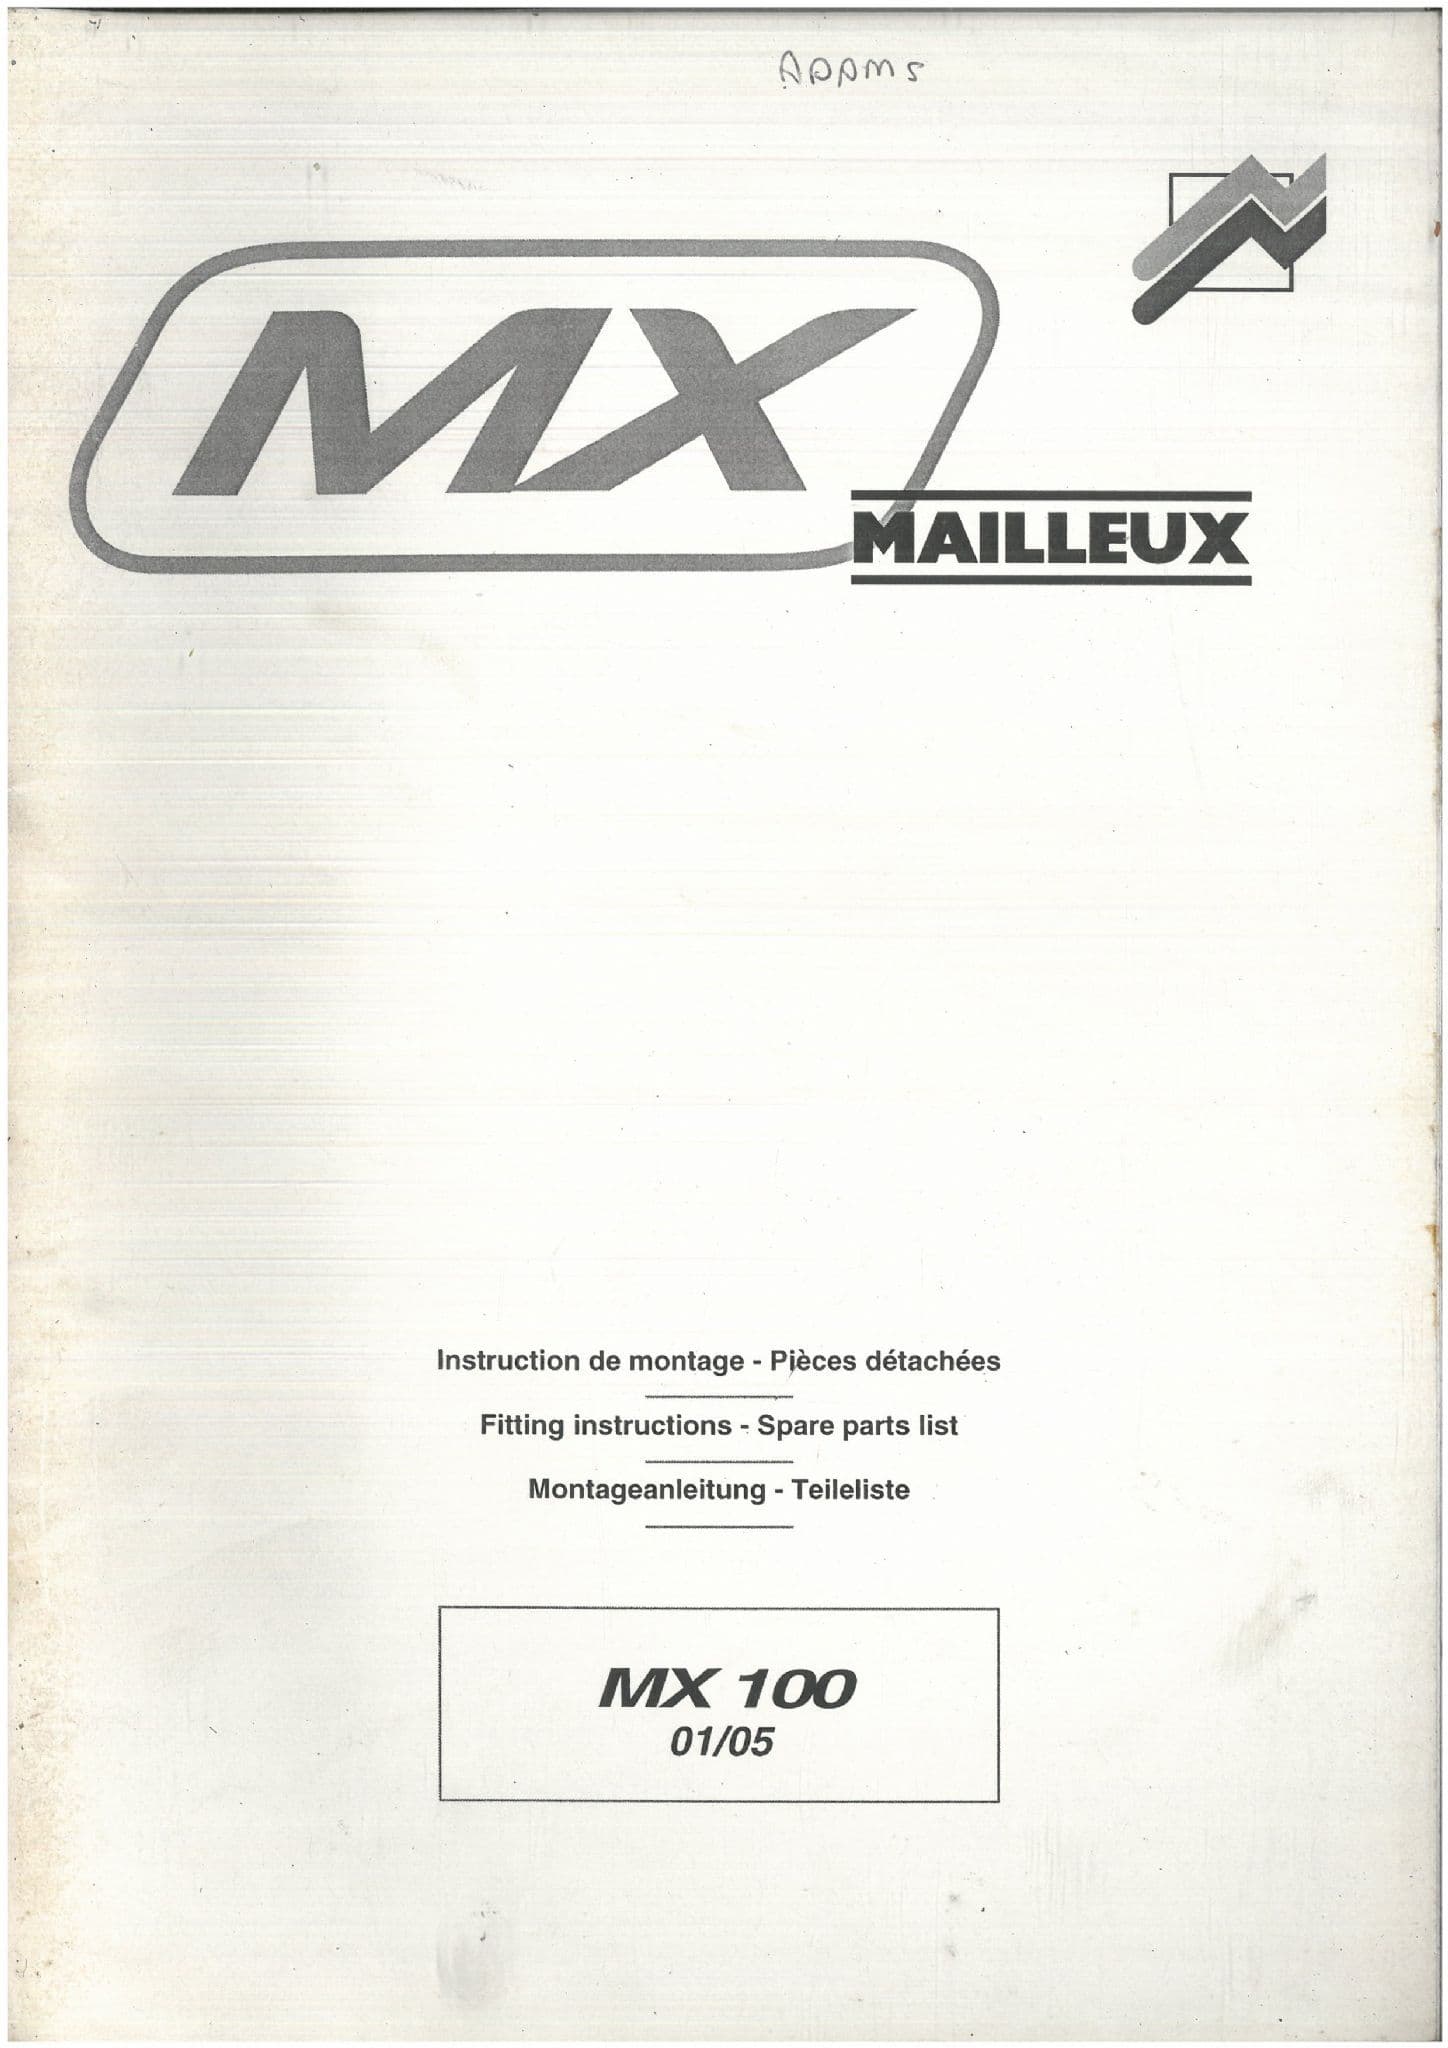 ADAMS
MX
MAILLEUX
Instruction de montage - Pièces détachées
Fitting instructions - Spare parts list
Montageanleitung - Teileliste
MX 100
01/05